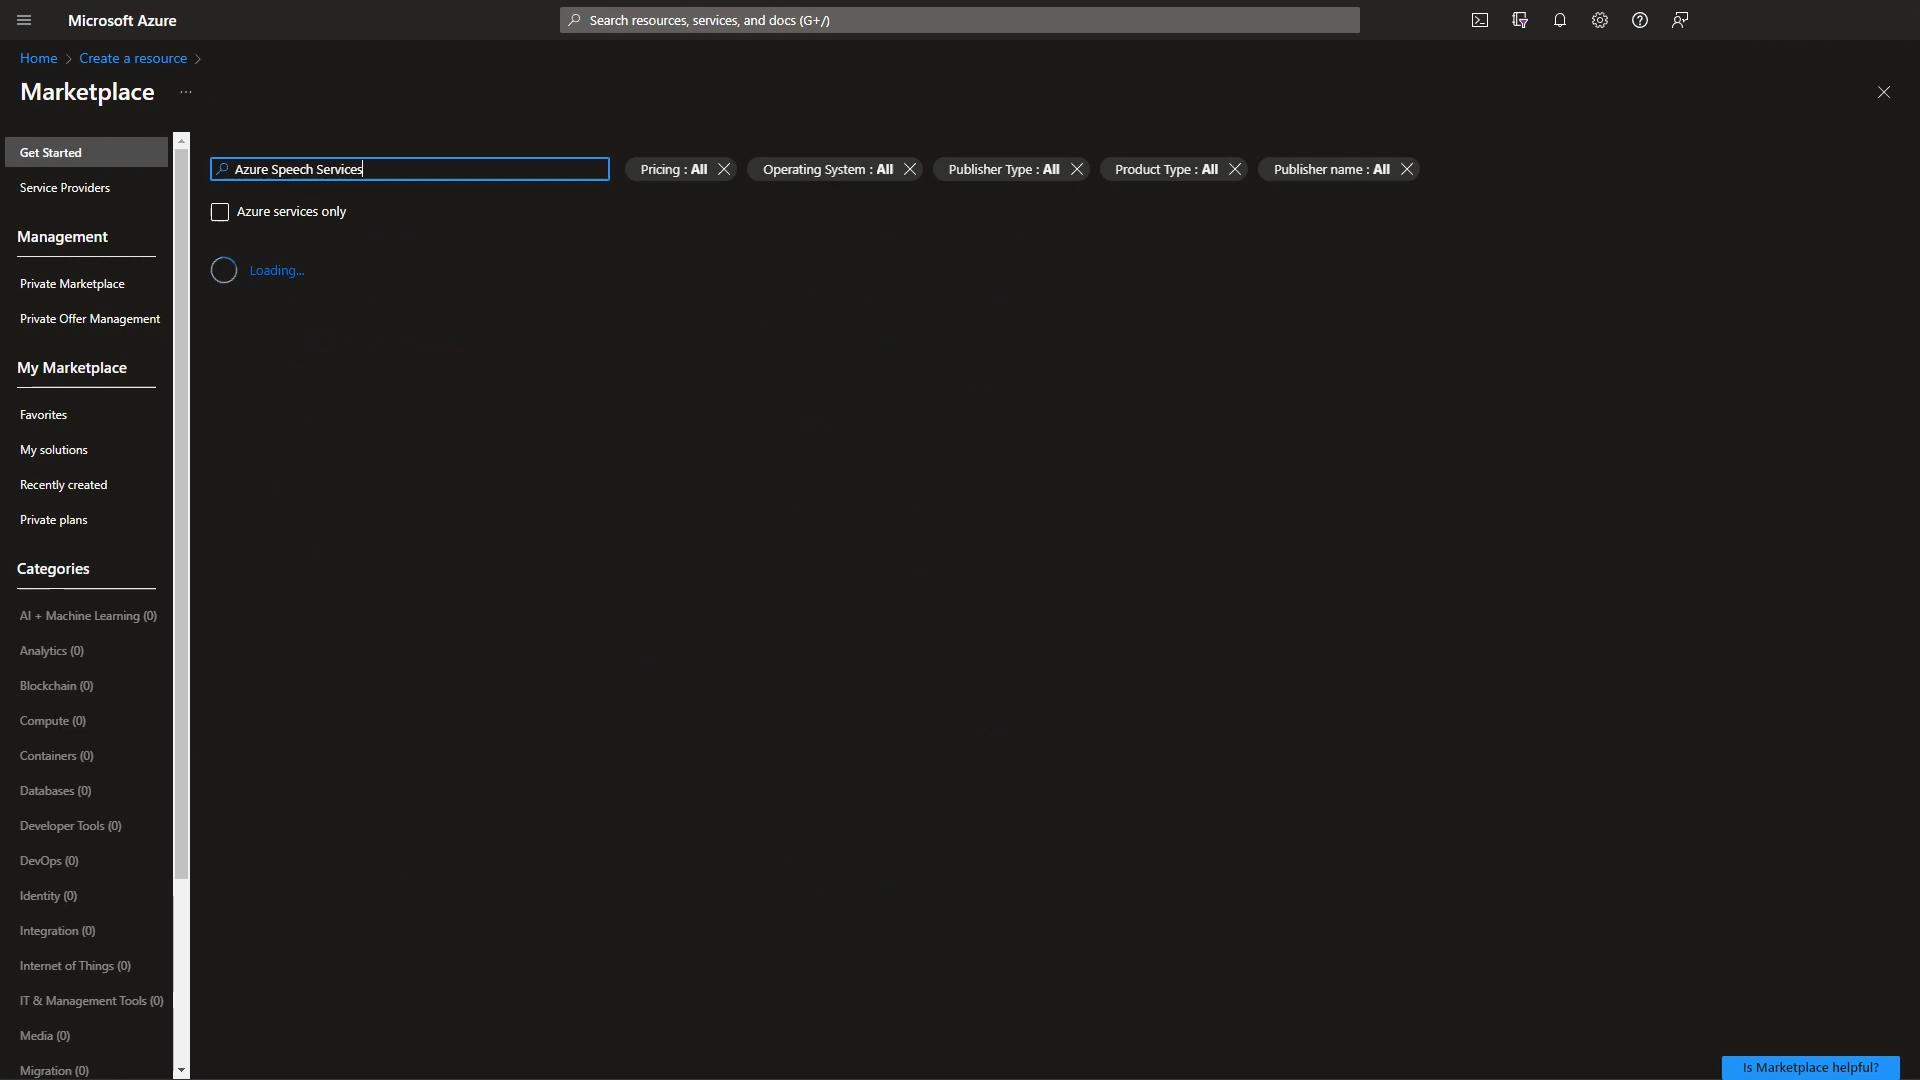 Microsoft Azure
Search resources, services, and docs (G+/)
Home
Create a resource
Marketplace
...
Get Started
Service Providers
Management
Private Marketplace
Private Offer Management
My Marketplace
Favorites
My solutions
Recently created
Private plans
Categories
AI + Machine Learning (0)
Analytics (0)
Blockchain (0)
Compute (0)
Containers (0)
Databases (0)
Developer Tools (0)
DevOps (0)
Identity (0)
Integration (0)
Internet of Things (0)
IT & Management Tools (0)
Media (0)
Migration (0)
Azure Speech Services
Pricing : All
Operating System : All
Publisher Type : All
Product Type : All
Publisher name : All
Azure services only
Loading...
Is Marketplace helpful?